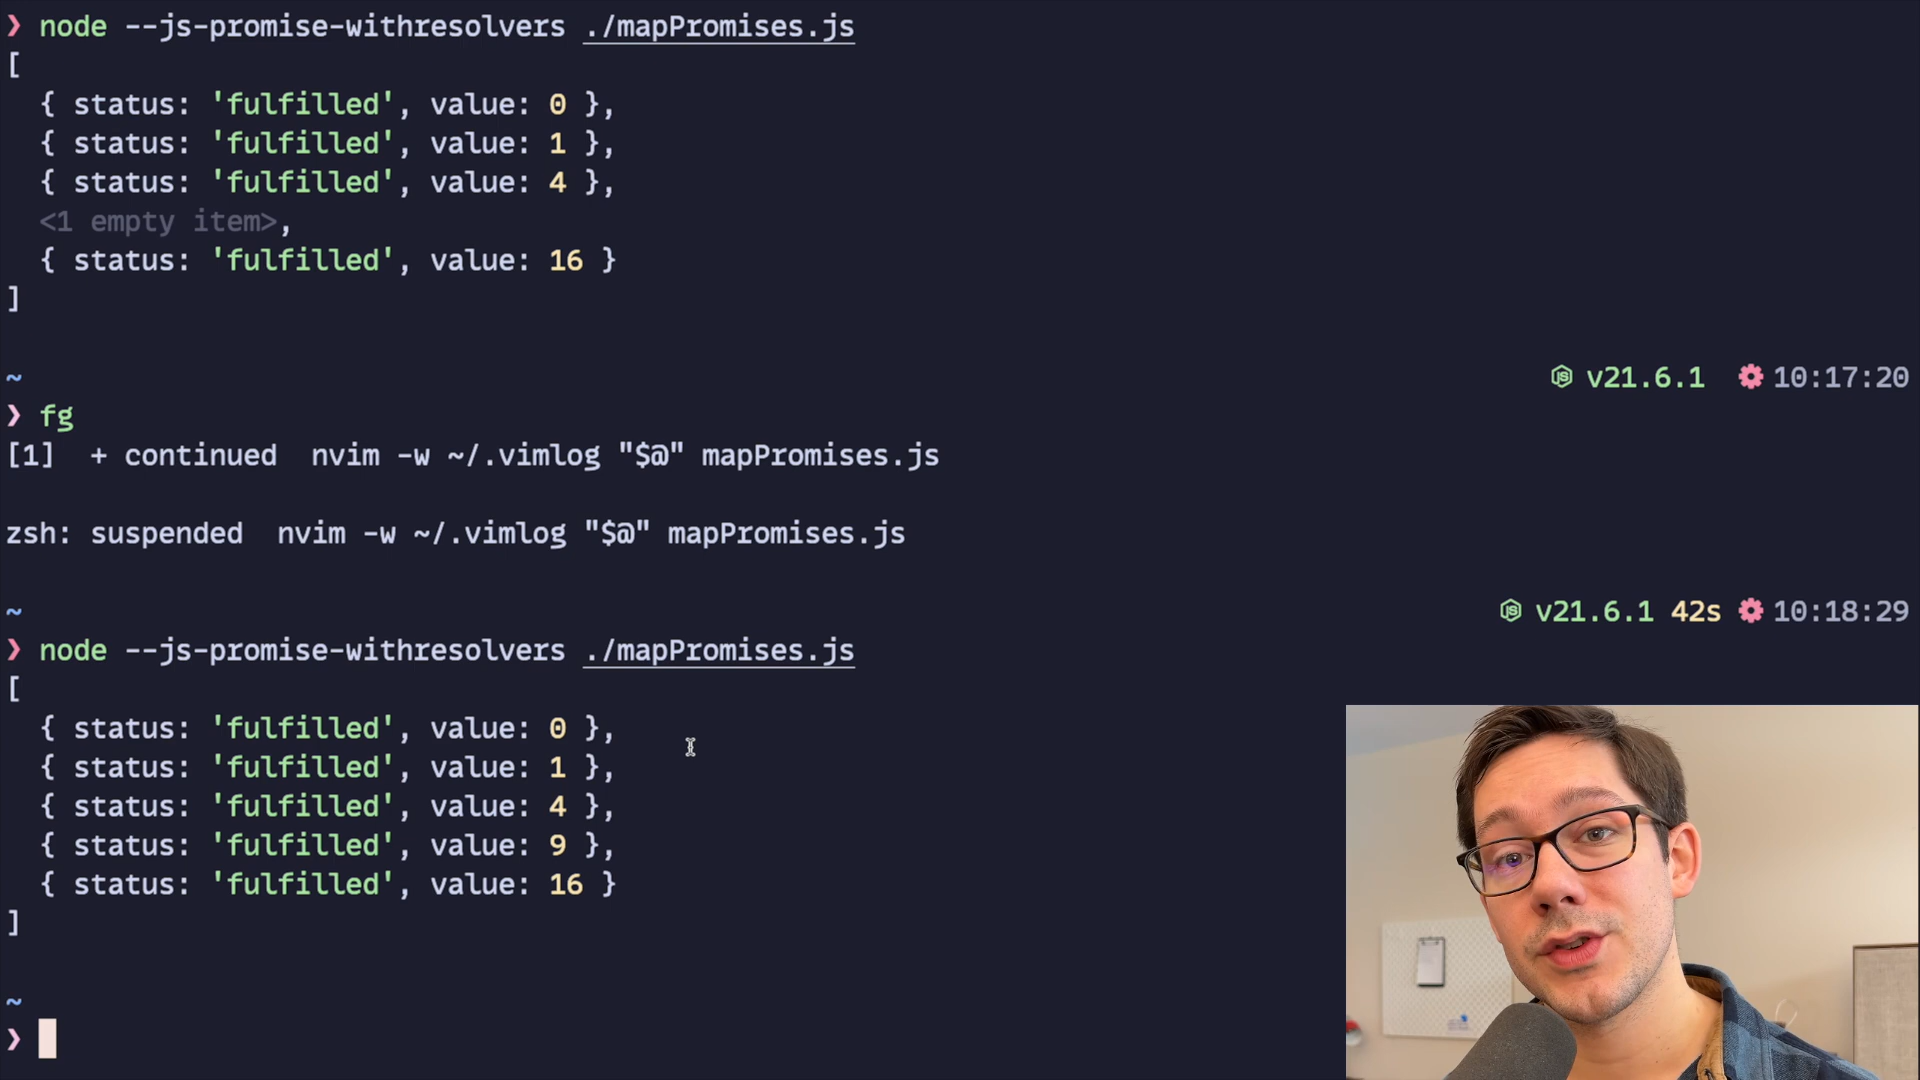 ❯ node --js-promise-withresolvers ./mapPromises.js
[
  { status: 'fulfilled', value: 0 },
  { status: 'fulfilled', value: 1 },
  { status: 'fulfilled', value: 4 },
  <1 empty item>,
  { status: 'fulfilled', value: 16 }
]
~ v21.6.1 10:17:20
❯ fg
[1]  + continued  nvim -w ~/.vimlog "$@" mapPromises.js
zsh: suspended  nvim -w ~/.vimlog "$@" mapPromises.js
~ v21.6.1 42s 10:18:29
❯ node --js-promise-withresolvers ./mapPromises.js
[
  { status: 'fulfilled', value: 0 },
  { status: 'fulfilled', value: 1 },
  { status: 'fulfilled', value: 4 },
  { status: 'fulfilled', value: 9 },
  { status: 'fulfilled', value: 16 }
]
~
❯